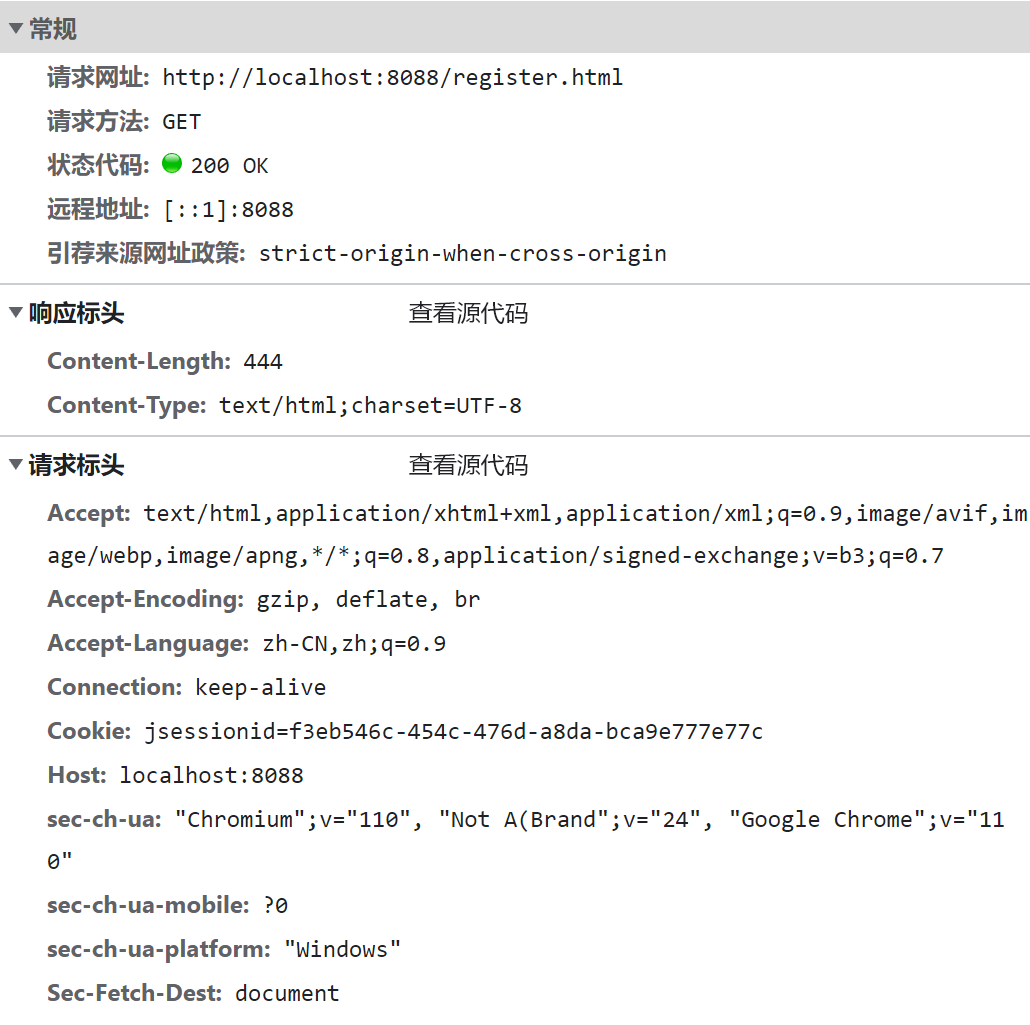 常规
请求网址: http://localhost:8088/register.html
请求方法: GET
状态代码: 200 OK
远程地址: [::1]:8088
引荐来源网址政策: strict-origin-when-cross-origin
响应标头 查看源代码
Content-Length: 444
Content-Type: text/html;charset=UTF-8
请求标头 查看源代码
Accept: text/html,application/xhtml+xml,application/xml;q=0.9,image/avif,im
age/webp,image/apng,*/*;q=0.8,application/signed-exchange;v=b3;q=0.7
Accept-Encoding: gzip, deflate, br
Accept-Language: zh-CN,zh;q=0.9
Connection: keep-alive
Cookie: jsessionid=f3eb546c-454c-476d-a8da-bca9e777e77c
Host: localhost:8088
sec-ch-ua: "Chromium";v="110", "Not A(Brand";v="24", "Google Chrome";v="11
0"
sec-ch-ua-mobile: ?0
sec-ch-ua-platform: "Windows"
Sec-Fetch-Dest: document